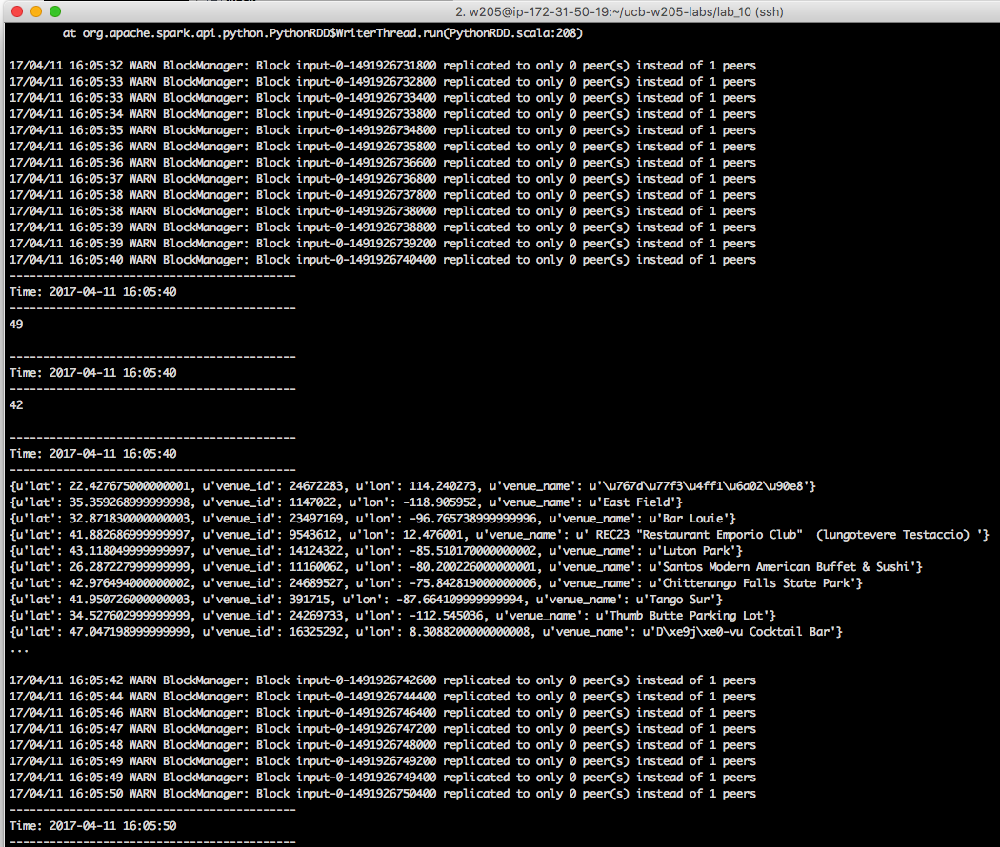 2. w205@ip-172-31-50-19:~/ucb-w205-labs/lab_10 (ssh)
at org.apache.spark.api.python.PythonRDD$WriterThread.run(PythonRDD.scala:208)
17/04/11 16:05:32 WARN BlockManager: Block input-0-1491926731800 replicated to only 0 peer(s) instead of 1 peers
17/04/11 16:05:33 WARN BlockManager: Block input-0-1491926732800 replicated to only 0 peer(s) instead of 1 peers
17/04/11 16:05:33 WARN BlockManager: Block input-0-1491926733400 replicated to only 0 peer(s) instead of 1 peers
17/04/11 16:05:34 WARN BlockManager: Block input-0-1491926733800 replicated to only 0 peer(s) instead of 1 peers
17/04/11 16:05:35 WARN BlockManager: Block input-0-1491926734800 replicated to only 0 peer(s) instead of 1 peers
17/04/11 16:05:36 WARN BlockManager: Block input-0-1491926735800 replicated to only 0 peer(s) instead of 1 peers
17/04/11 16:05:36 WARN BlockManager: Block input-0-1491926736600 replicated to only 0 peer(s) instead of 1 peers
17/04/11 16:05:37 WARN BlockManager: Block input-0-1491926736800 replicated to only 0 peer(s) instead of 1 peers
17/04/11 16:05:38 WARN BlockManager: Block input-0-1491926737800 replicated to only 0 peer(s) instead of 1 peers
17/04/11 16:05:38 WARN BlockManager: Block input-0-1491926738000 replicated to only 0 peer(s) instead of 1 peers
17/04/11 16:05:39 WARN BlockManager: Block input-0-1491926738800 replicated to only 0 peer(s) instead of 1 peers
17/04/11 16:05:39 WARN BlockManager: Block input-0-1491926739200 replicated to only 0 peer(s) instead of 1 peers
17/04/11 16:05:40 WARN BlockManager: Block input-0-1491926740400 replicated to only 0 peer(s) instead of 1 peers
-------------------------------------------
Time: 2017-04-11 16:05:40
-------------------------------------------
49
-------------------------------------------
Time: 2017-04-11 16:05:40
-------------------------------------------
42
-------------------------------------------
Time: 2017-04-11 16:05:40
-------------------------------------------
{u'lat': 22.427675000000001, u'venue_id': 24672283, u'lon': 114.240273, u'venue_name': u'\u767d\u77f3\u4ff1\u6a02\u90e8'}
{u'lat': 35.359268999999998, u'venue_id': 1147022, u'lon': -118.905952, u'venue_name': u'East Field'}
{u'lat': 32.871830000000003, u'venue_id': 23497169, u'lon': -96.765738999999996, u'venue_name': u'Bar Louie'}
{u'lat': 41.882686999999997, u'venue_id': 9543612, u'lon': 12.476001, u'venue_name': u' REC23 "Restaurant Emporio Club"  (lungotevere Testaccio) '}
{u'lat': 43.118049999999997, u'venue_id': 14124322, u'lon': -85.510170000000002, u'venue_name': u'Luton Park'}
{u'lat': 26.287227999999999, u'venue_id': 11160062, u'lon': -80.200226000000001, u'venue_name': u'Santos Modern American Buffet & Sushi'}
{u'lat': 42.976494000000002, u'venue_id': 24689527, u'lon': -75.842819000000006, u'venue_name': u'Chittenango Falls State Park'}
{u'lat': 41.950726000000003, u'venue_id': 391715, u'lon': -87.664109999999994, u'venue_name': u'Tango Sur'}
{u'lat': 34.527602999999999, u'venue_id': 24269733, u'lon': -112.545036, u'venue_name': u'Thumb Butte Parking Lot'}
{u'lat': 47.047198999999999, u'venue_id': 16325292, u'lon': 8.3088200000000008, u'venue_name': u'D\xe9j\xe0-vu Cocktail Bar'}
...
17/04/11 16:05:42 WARN BlockManager: Block input-0-1491926742600 replicated to only 0 peer(s) instead of 1 peers
17/04/11 16:05:44 WARN BlockManager: Block input-0-1491926744400 replicated to only 0 peer(s) instead of 1 peers
17/04/11 16:05:46 WARN BlockManager: Block input-0-1491926746400 replicated to only 0 peer(s) instead of 1 peers
17/04/11 16:05:47 WARN BlockManager: Block input-0-1491926747200 replicated to only 0 peer(s) instead of 1 peers
17/04/11 16:05:48 WARN BlockManager: Block input-0-1491926748000 replicated to only 0 peer(s) instead of 1 peers
17/04/11 16:05:49 WARN BlockManager: Block input-0-1491926749200 replicated to only 0 peer(s) instead of 1 peers
17/04/11 16:05:49 WARN BlockManager: Block input-0-1491926749400 replicated to only 0 peer(s) instead of 1 peers
17/04/11 16:05:50 WARN BlockManager: Block input-0-1491926750400 replicated to only 0 peer(s) instead of 1 peers
-------------------------------------------
Time: 2017-04-11 16:05:50
-------------------------------------------